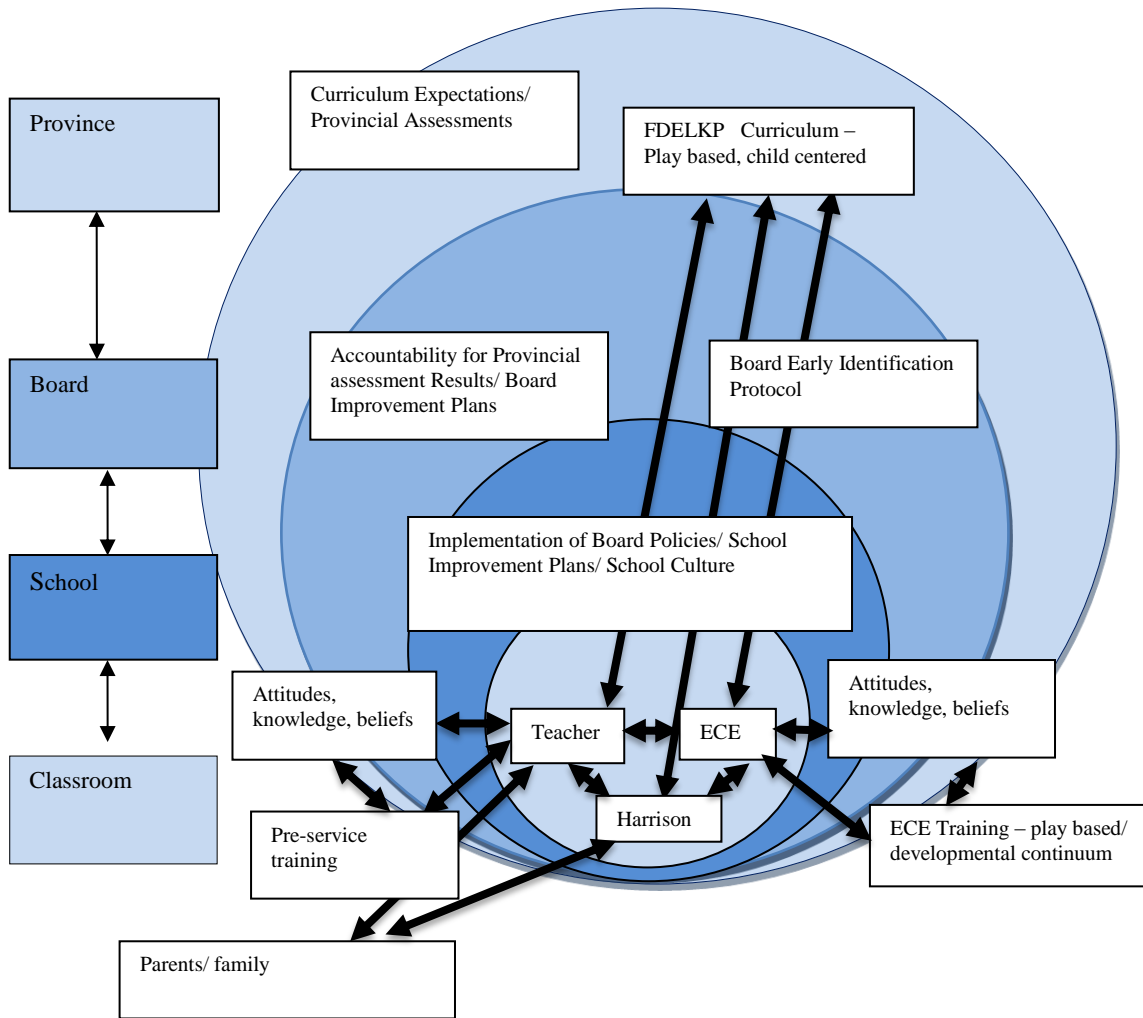 Province
Curriculum Expectations/
Provincial Assessments
FDELKP   Curriculum –
Play based, child centered
Board
Accountability for Provincial
assessment Results/ Board
Improvement Plans
Board Early Identification
Protocol
School
Implementation of Board Policies/ School
Improvement Plans/ School Culture
Attitudes,
knowledge, beliefs
Teacher
ECE
Attitudes,
knowledge, beliefs
Classroom
Harrison
Pre-service
training
ECE Training – play based/
developmental continuum
Parents/ family